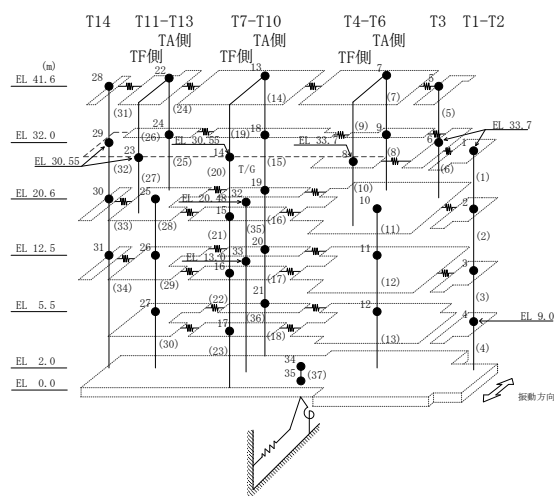 T14 T11-T13 T7-T10 T4-T6 T3 T1-T2
TA側 TA側 TA側
TF側 TF側 TF側
(m)
22 13 7
EL 41.6 28 5
(31) (24) (14) (7) (5)
EL 32.0 29 24 (26) (19) 18 EL 33.7 (9) 9 6 EL 33.7
EL 30.55 (32) 23 (25) EL 30.55 14 (15) 8 (8) (6) 1
(27) (20) T/G (10) (1)
EL 20.6 30 25 EL 20.48 32 19 10 2
(33) (28) 15 (35) (16) (11) (2)
EL 12.5 31 26 (21) EL 13.0 33 20 11 3
(34) (29) 16 (17) (12) (3)
EL 5.5 27 (22) (36) 21 12 4 EL 9.0
(30) 17 (18) (13) (4)
EL 2.0 (23) 34
EL 0.0 35 (37)
振動方向